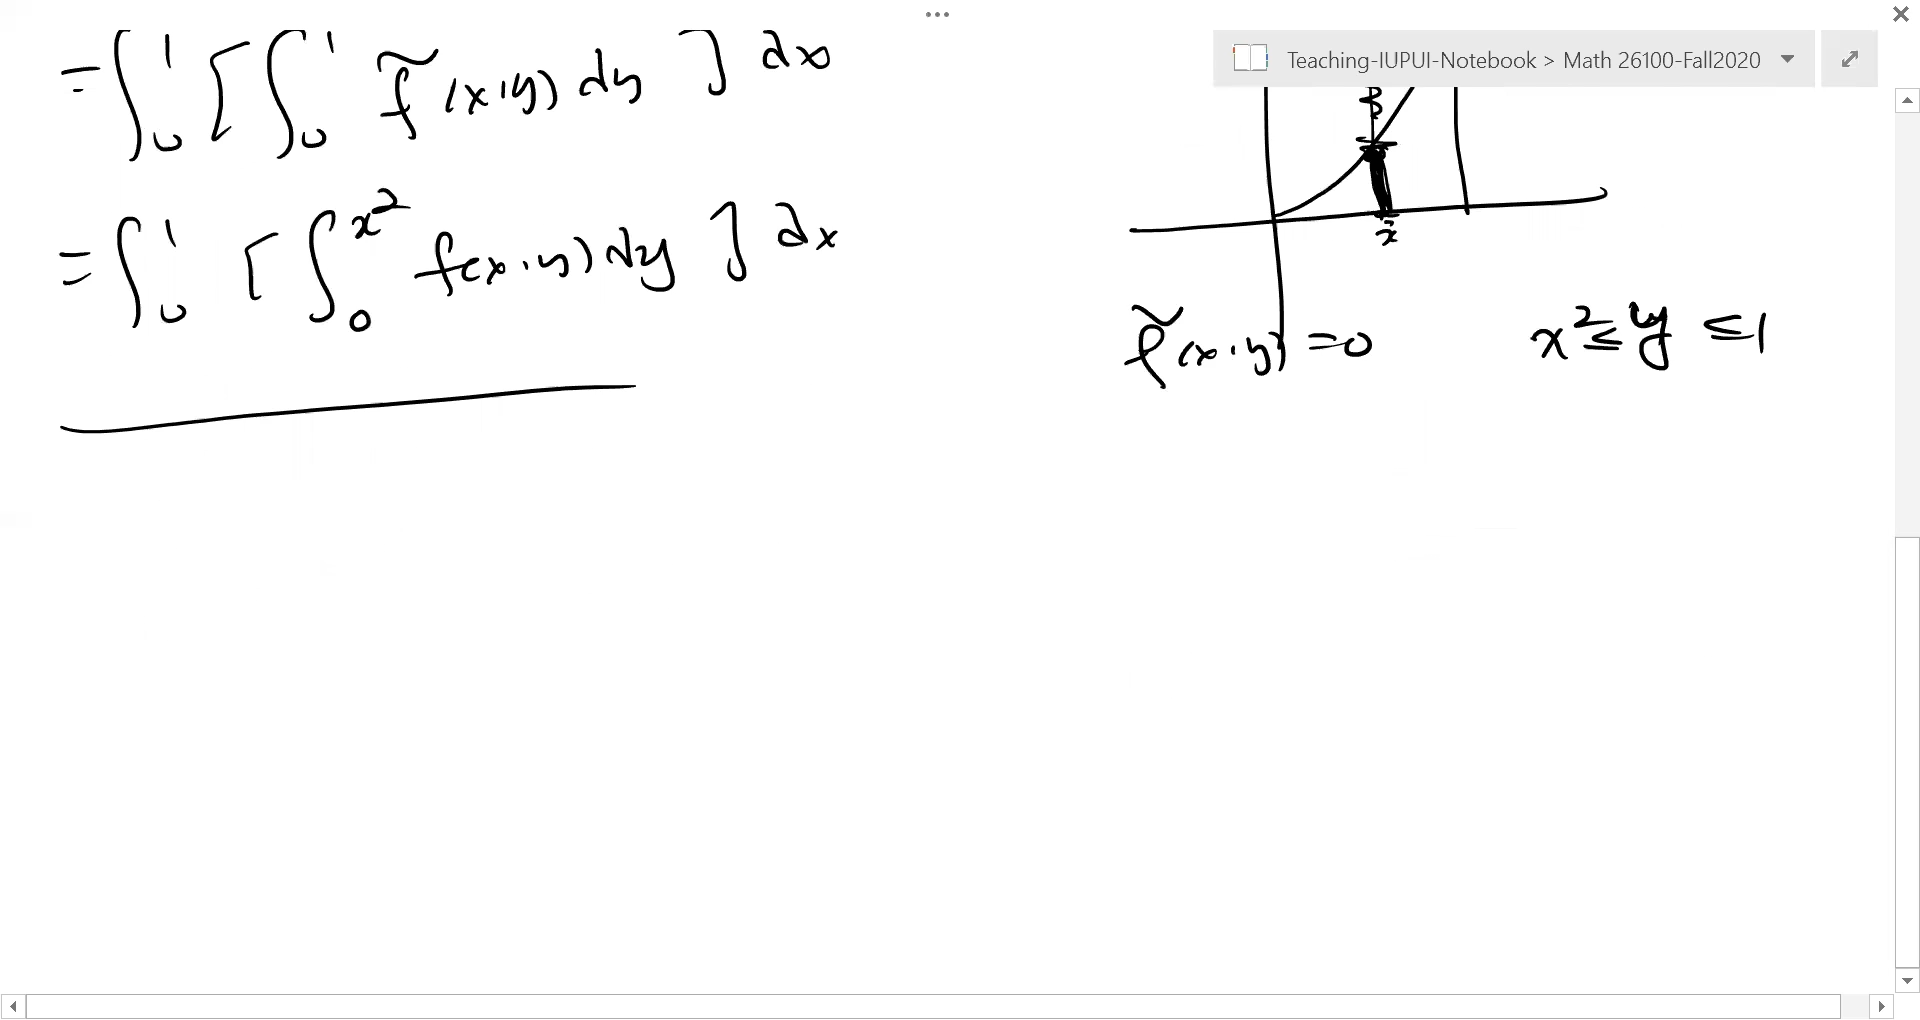 Teaching-IUPUI-Notebook > Math 26100-Fall2020
= ∫₀¹ [ ∫₀¹ f̃(x,y) dy ] dx
= ∫₀¹ [ ∫₀^{x²} f(x,y) dy ] dx
x
f̃(x,y) = 0 x² ≤ y ≤ 1